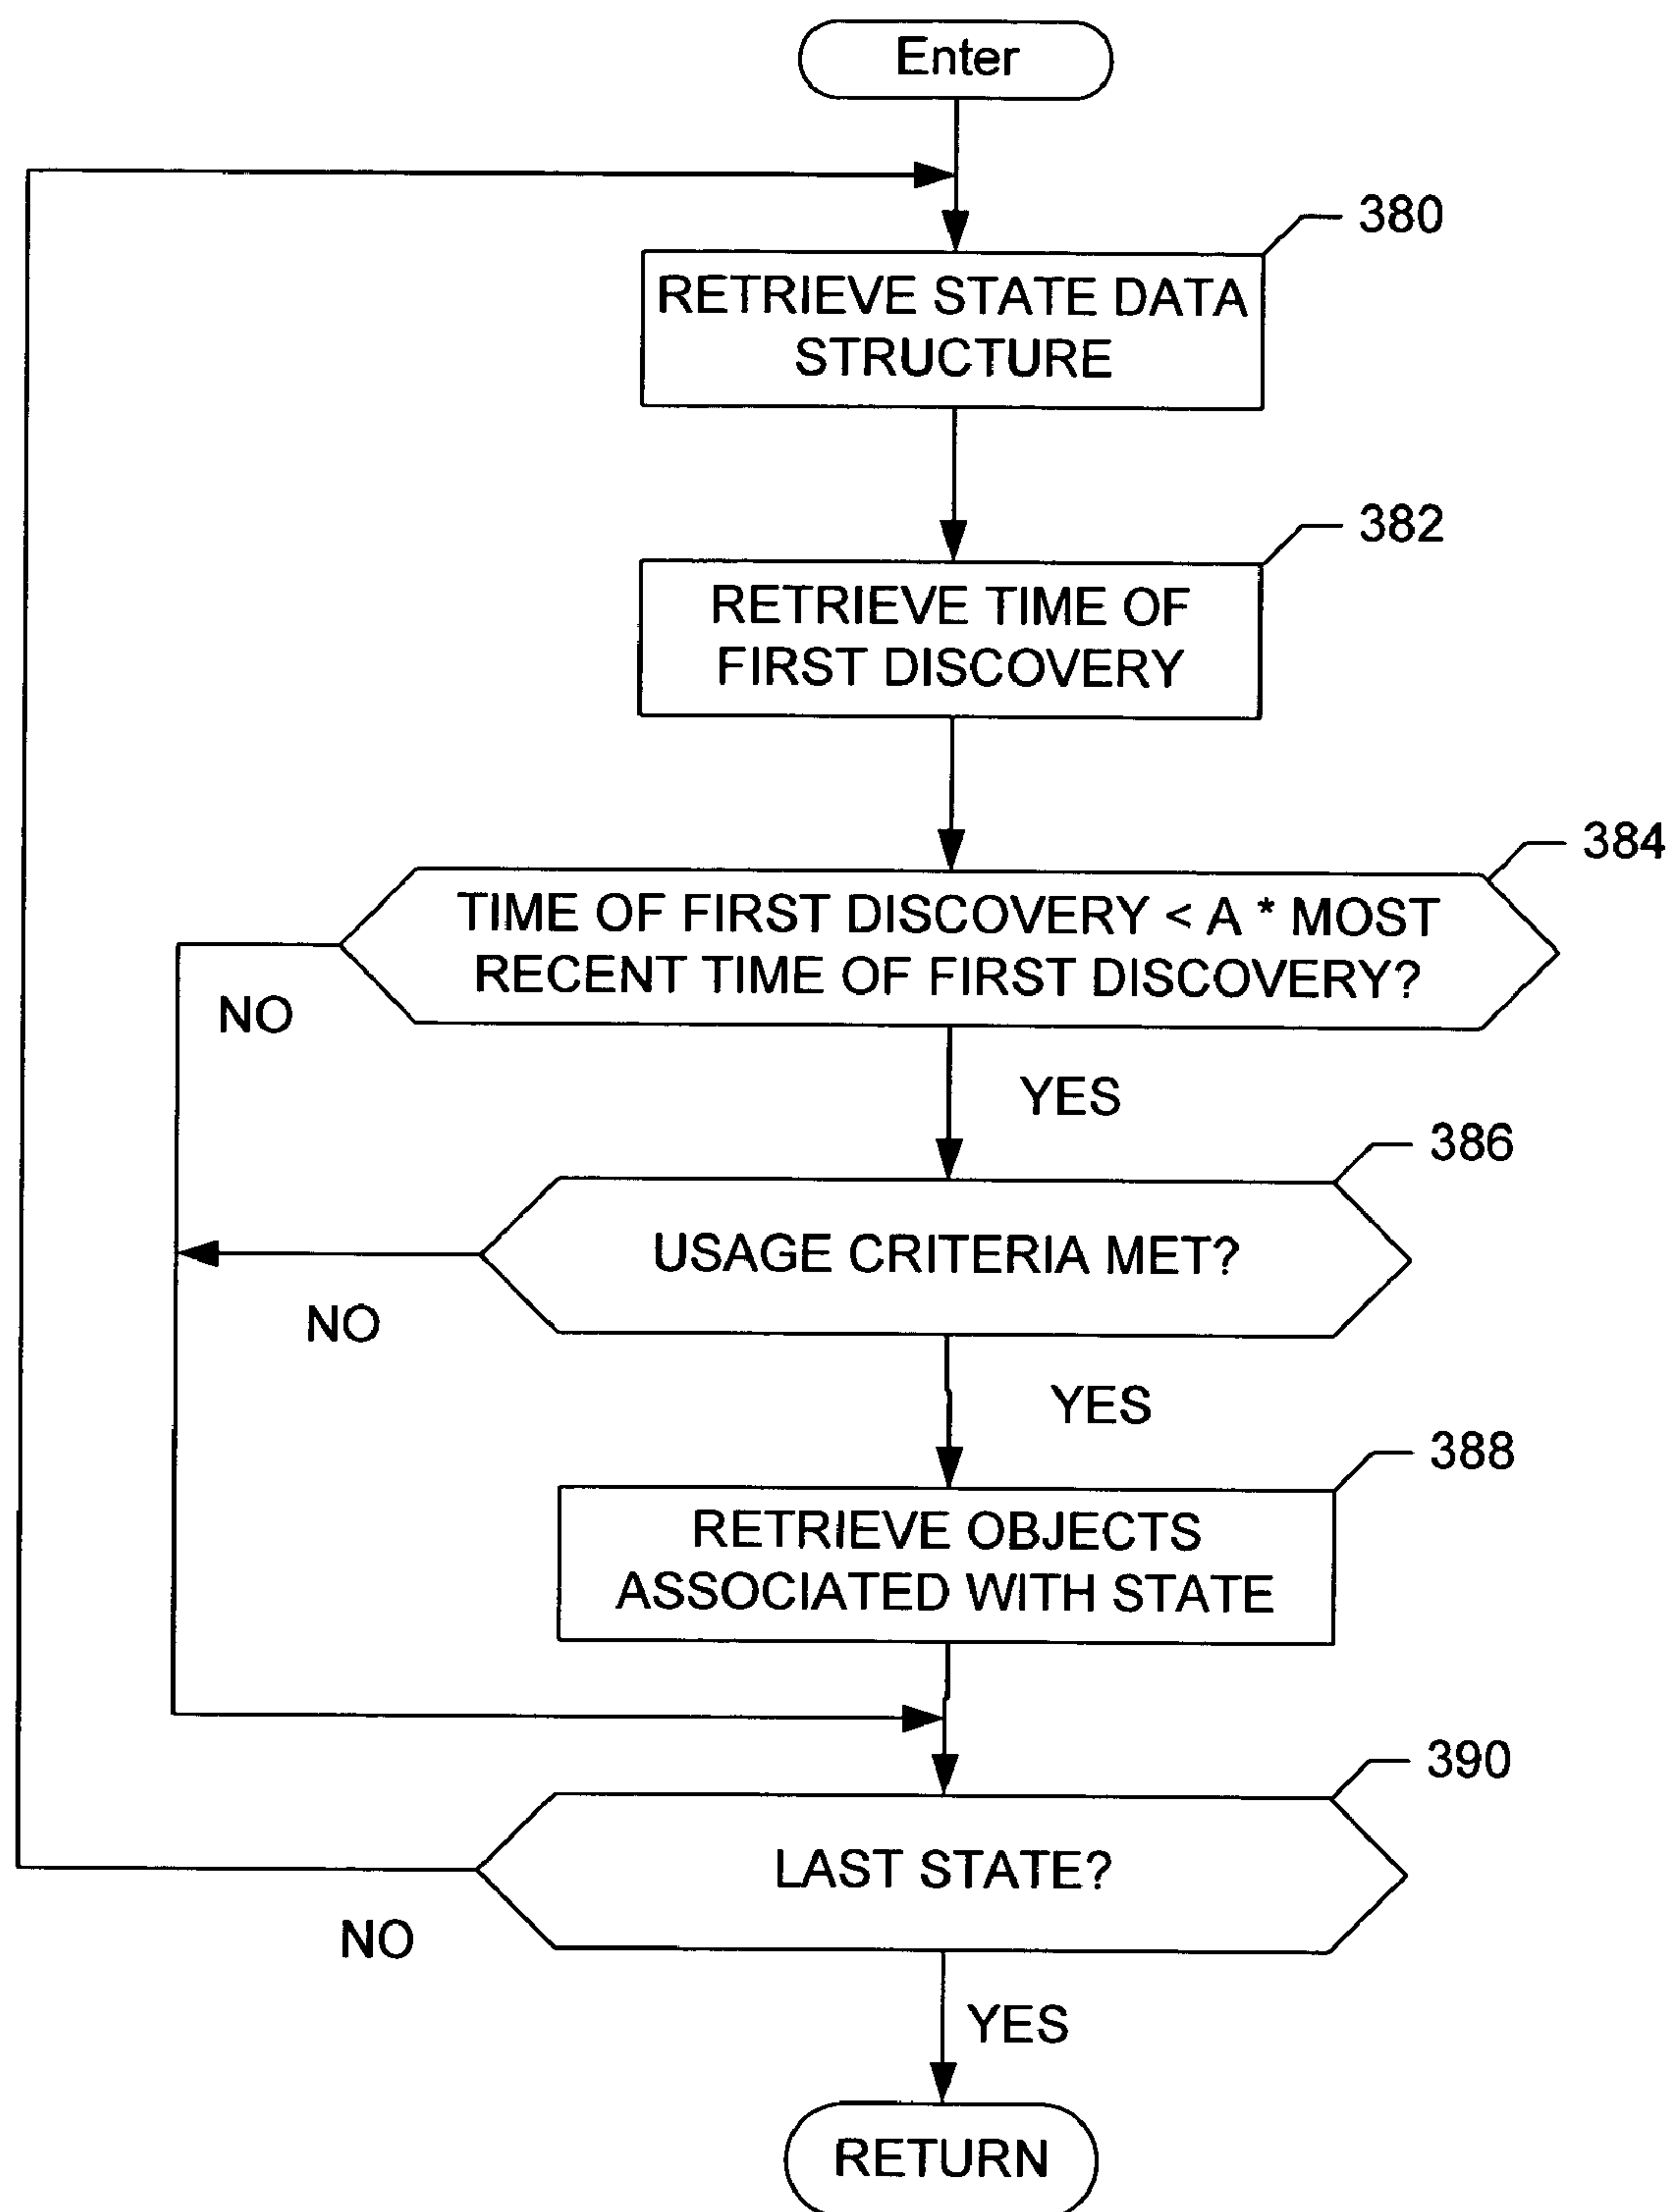 Enter
380
RETRIEVE STATE DATA
STRUCTURE
382
RETRIEVE TIME OF
FIRST DISCOVERY
384
TIME OF FIRST DISCOVERY < A * MOST
RECENT TIME OF FIRST DISCOVERY?
NO
YES
386
USAGE CRITERIA MET?
NO
YES
388
RETRIEVE OBJECTS
ASSOCIATED WITH STATE
390
LAST STATE?
NO
YES
RETURN